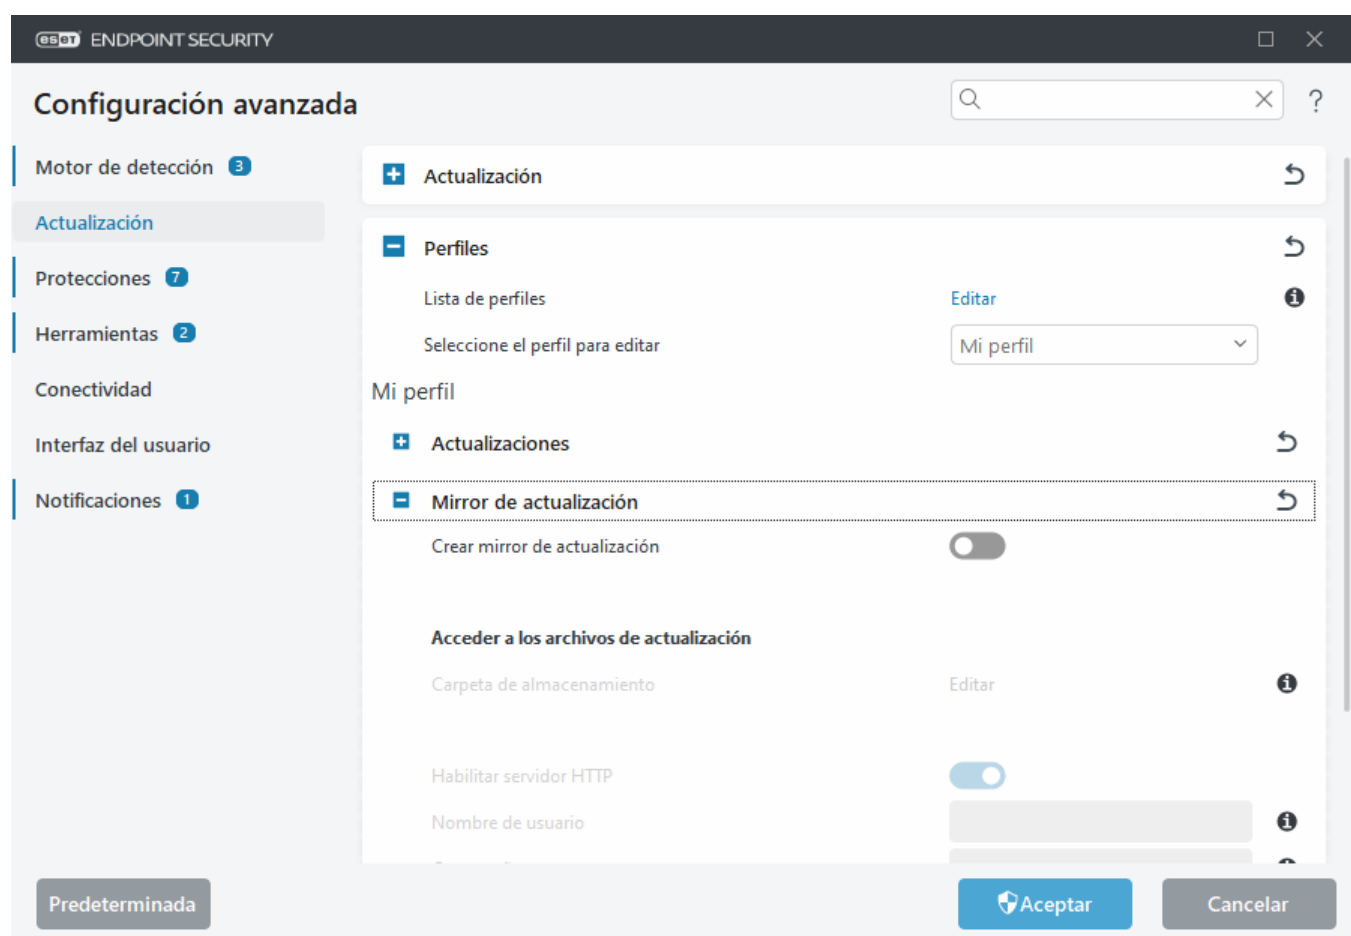 eset ENDPOINT SECURITY
Configuración avanzada
?
Motor de detección 3
Actualización
Protecciones 7
Herramientas 2
Conectividad
Interfaz del usuario
Notificaciones 1
Actualización
Perfiles
Lista de perfiles Editar
Seleccione el perfil para editar Mi perfil
Mi perfil
Actualizaciones
Mirror de actualización
Crear mirror de actualización
Acceder a los archivos de actualización
Carpeta de almacenamiento Editar
Habilitar servidor HTTP
Nombre de usuario
Predeterminada
Aceptar
Cancelar